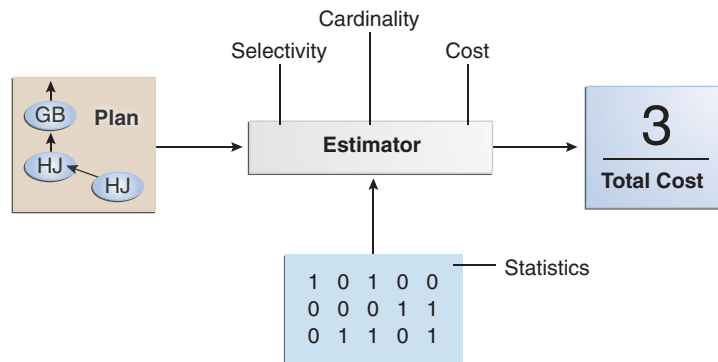 Cardinality
Selectivity
Cost
GB
Plan
HJ
HJ
Estimator
3
Total Cost
Statistics
1 0 1 0 0
0 0 0 1 1
0 1 1 0 1